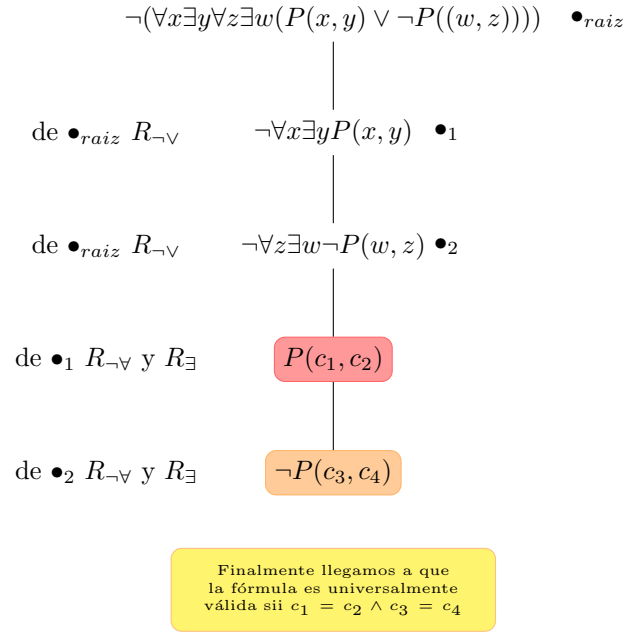 ¬(∀x∃y∀z∃w(P(x, y) ∨ ¬P((w, z)))) •raiz
de •raiz R¬∨ ¬∀x∃yP(x, y) •1
de •raiz R¬∨ ¬∀z∃w¬P(w, z) •2
de •1 R¬∀ y R∃ P(c1, c2)
de •2 R¬∀ y R∃ ¬P(c3, c4)
Finalmente llegamos a que
la fórmula es universalmente
válida sii c1 = c2 ∧ c3 = c4